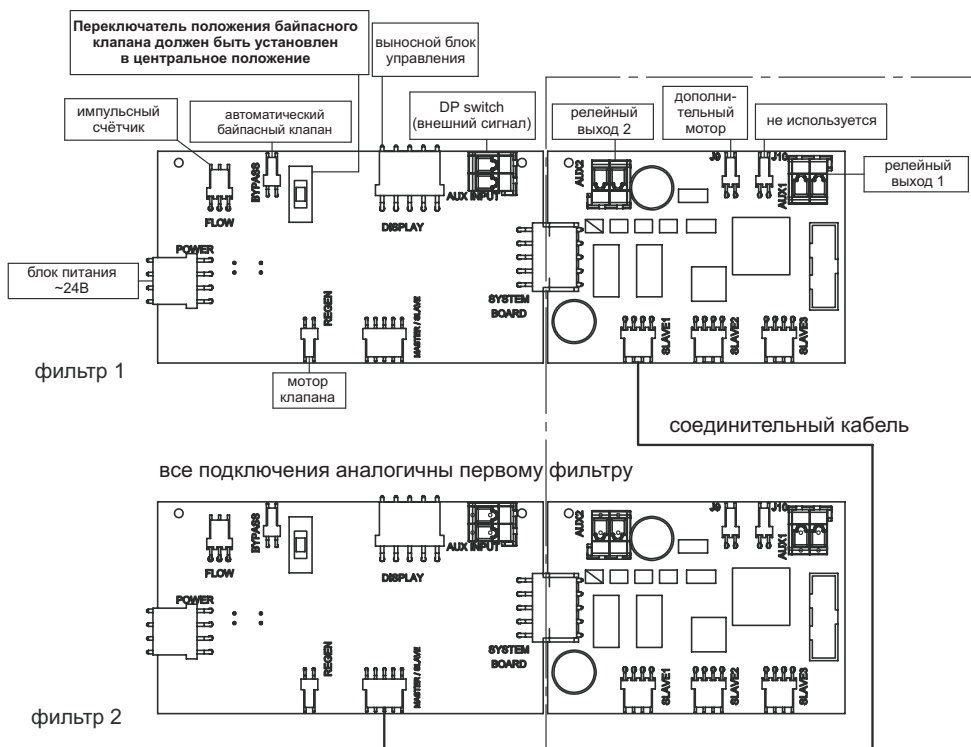 Переключатель положения байпасного
клапана должен быть установлен
в центральное положение
выносной блок
управления
импульсный
счётчик
автоматический
байпасный клапан
DP switch
(внешний сигнал)
релейный
выход 2
дополни-
тельный
мотор
не используется
релейный
выход 1
BYPASS
FLOW
DISPLAY
AUX INPUT
AUX2
J9
J10
AUX1
POWER
блок питания
~24В
REGEN
MASTER / SLAVE
SYSTEM
BOARD
SLAVE1
SLAVE2
SLAVE3
фильтр 1
мотор
клапана
соединительный кабель
все подключения аналогичны первому фильтру
BYPASS
FLOW
DISPLAY
AUX INPUT
AUX2
J9
J10
AUX1
POWER
REGEN
MASTER / SLAVE
SYSTEM
BOARD
SLAVE1
SLAVE2
SLAVE3
фильтр 2